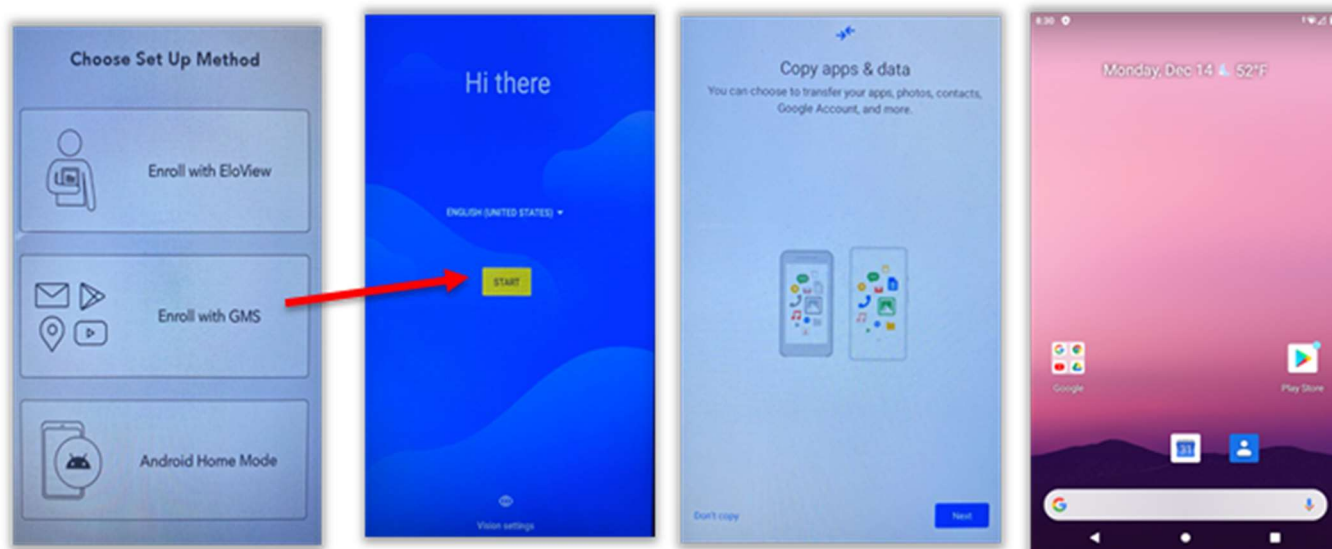 Choose Set Up Method
Enroll with EloView
Enroll with GMS
Android Home Mode
Hi there
ENGLISH (UNITED STATES)
START
Vision settings
Copy apps & data
You can choose to transfer your apps, photos, contacts,
Google Account, and more.
Don't copy
Next
8:30
Monday, Dec 14 52°F
Google
Play Store
31
G